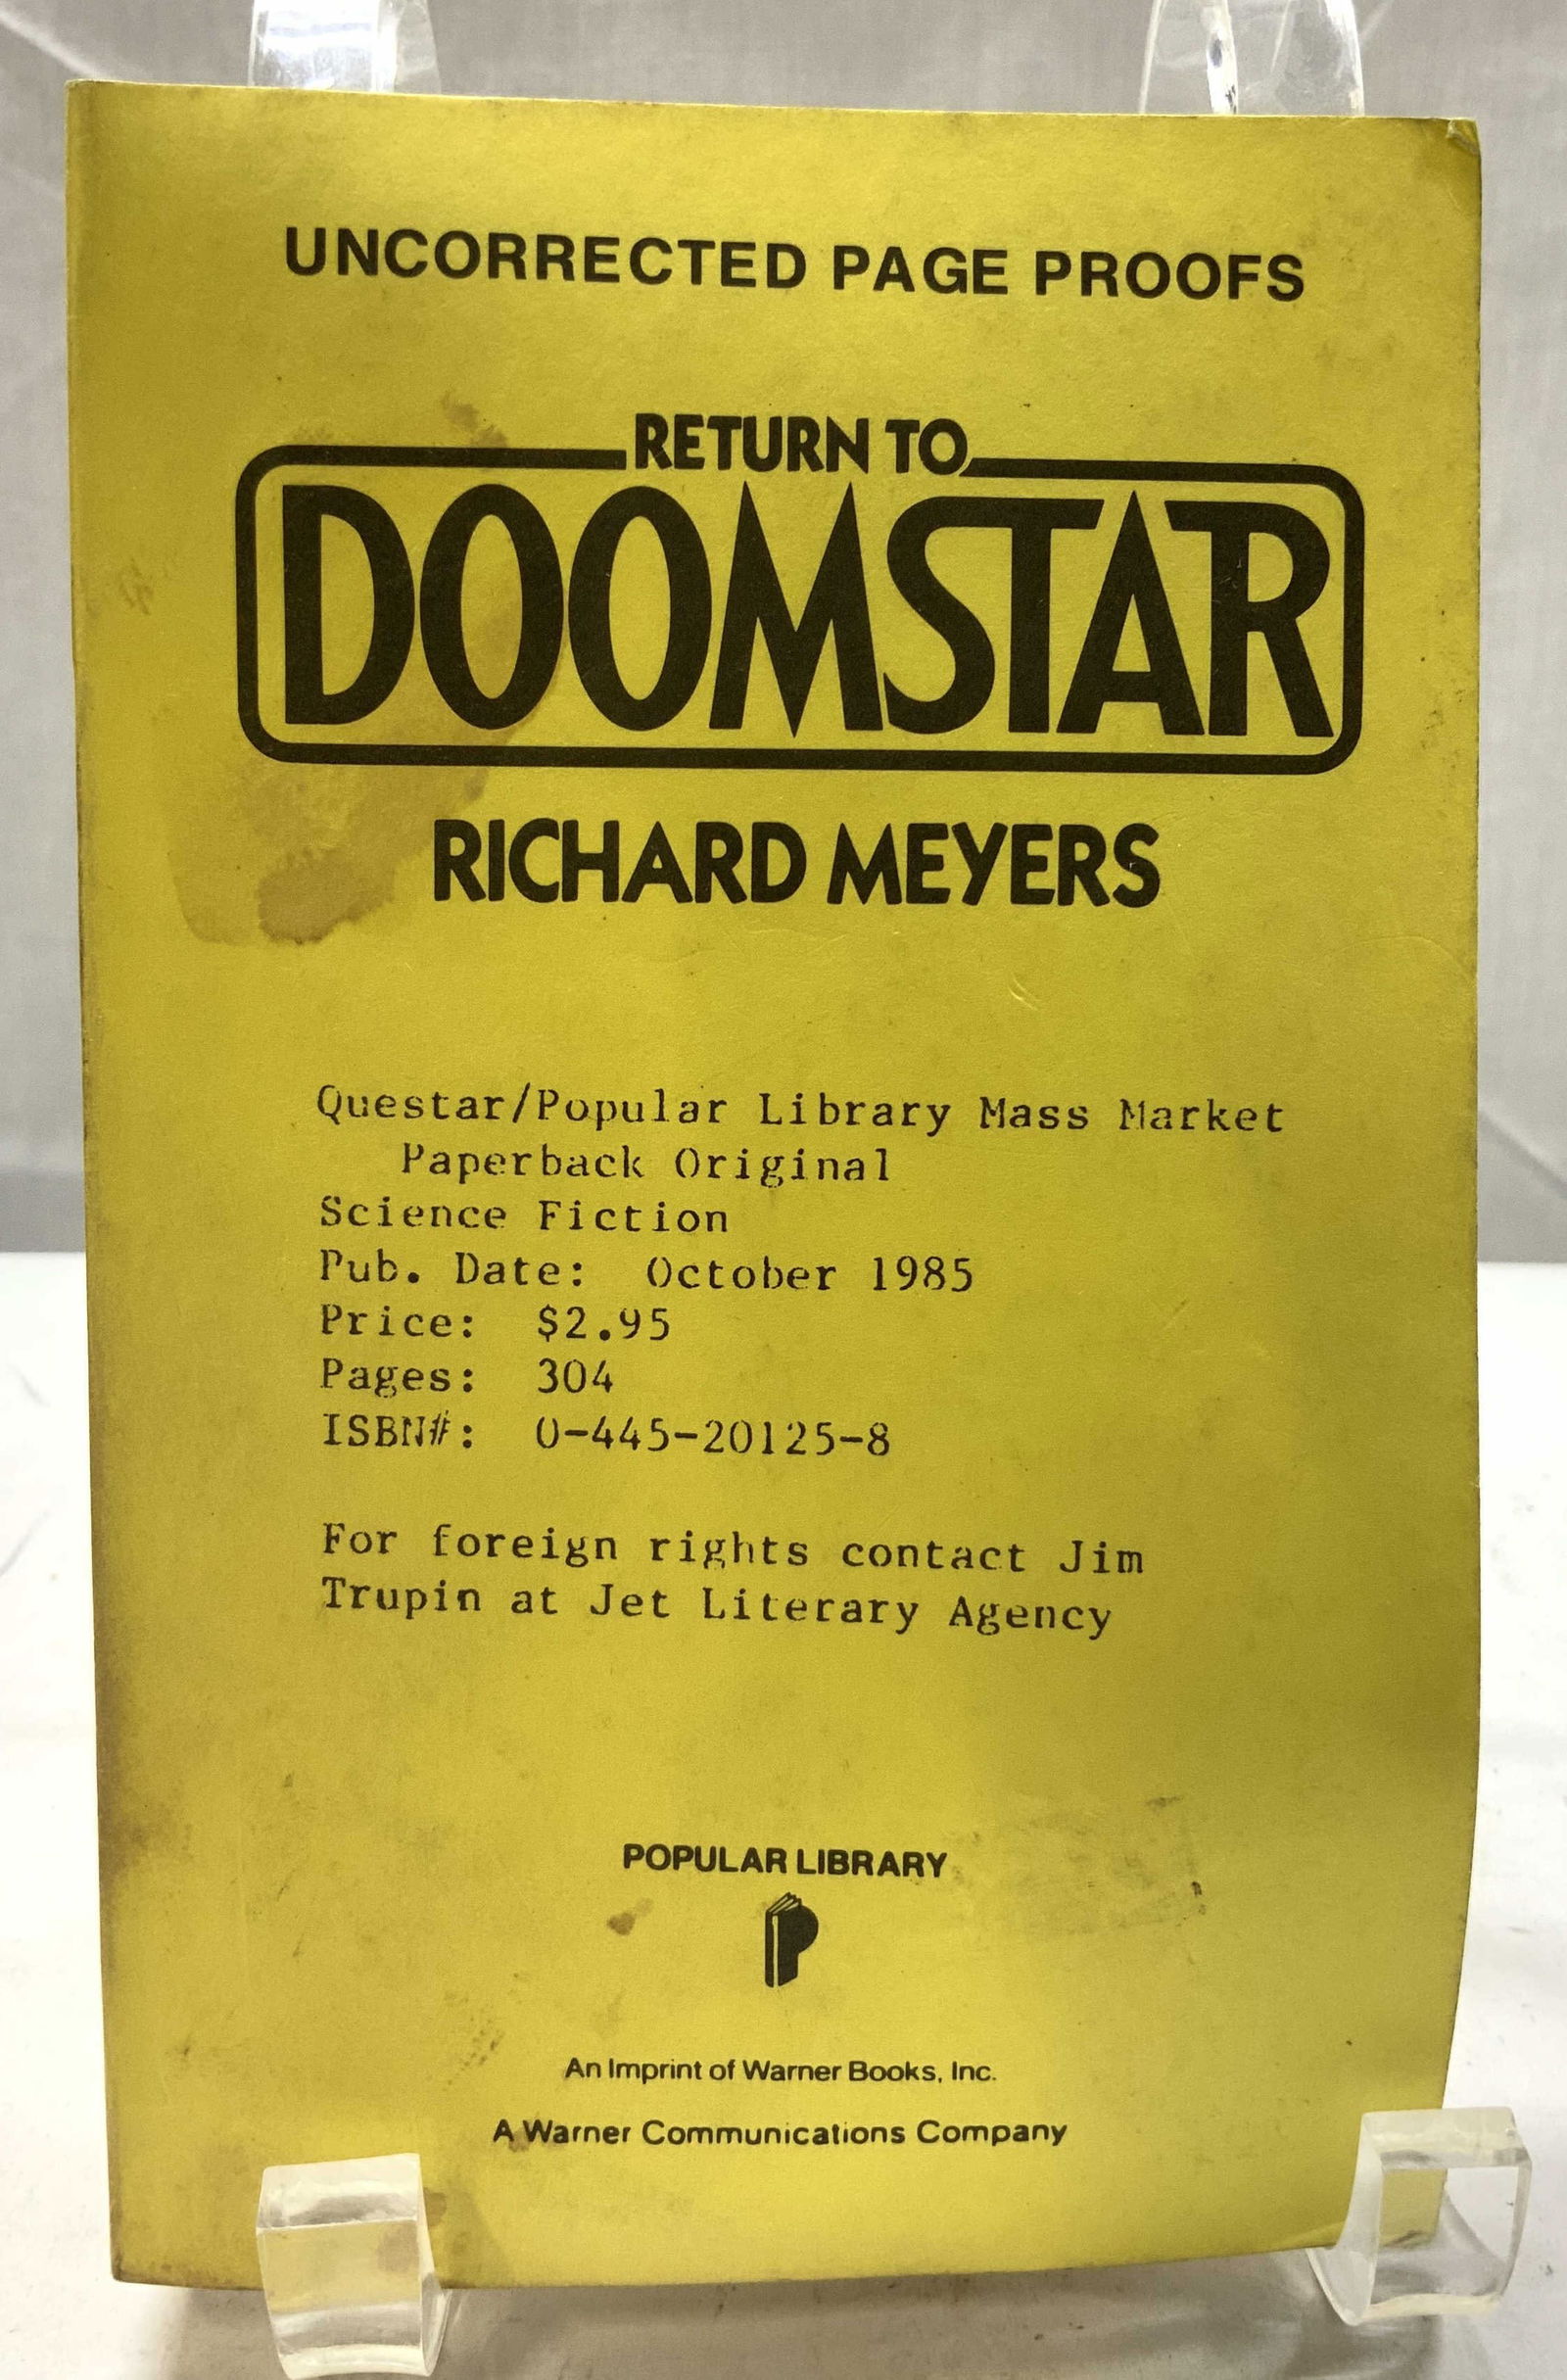 UNCORRECTED PAGE PROOFS
RETURN TO
DOOMSTAR
RICHARD MEYERS
Questar/Popular Library Mass Market
Paperback Original
Science Fiction
Pub. Date: October 1985
Price: $2.95
Pages: 304
ISBN#: 0-445-20125-8
For foreign rights contact Jim
Trupin at Jet Literary Agency
POPULAR LIBRARY
P
An Imprint of Warner Books, Inc.
A Warner Communications Company